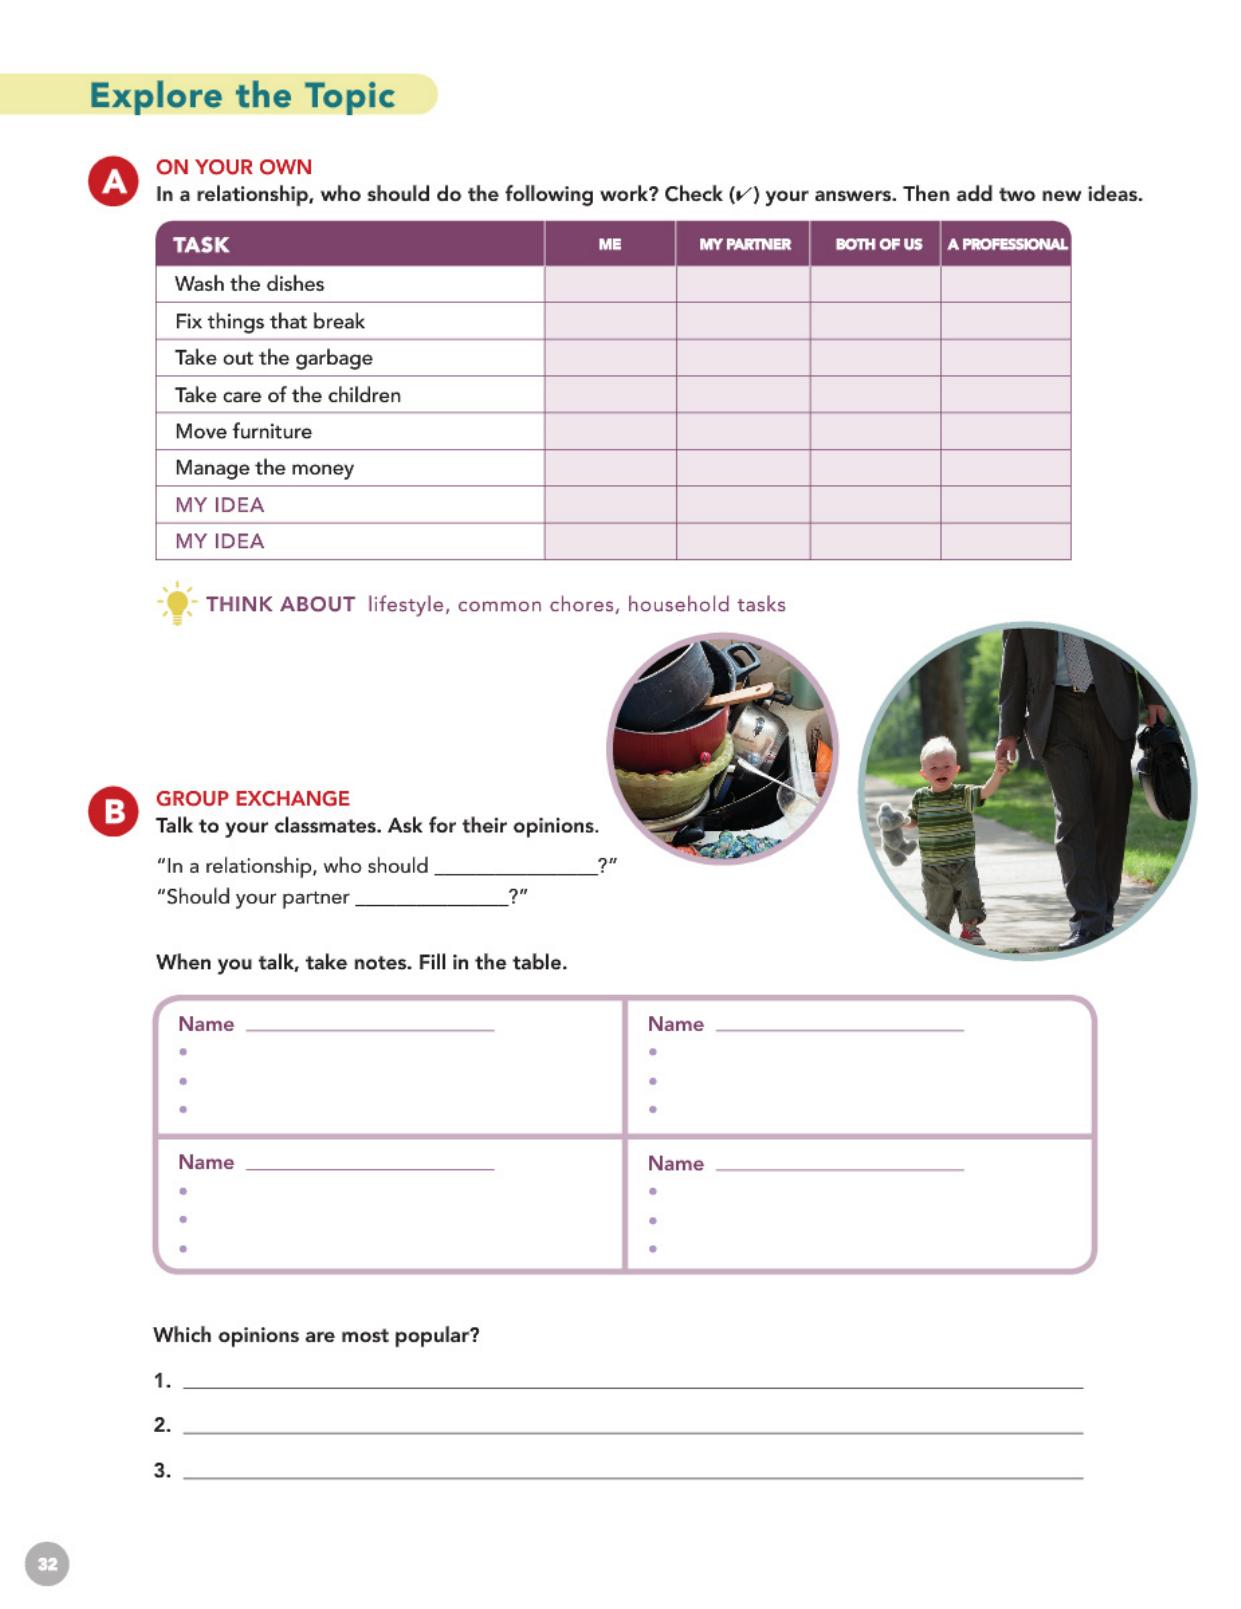 Explore the Topic
A
ON YOUR OWN
In a relationship, who should do the following work? Check (✓) your answers. Then add two new ideas.
TASK ME MY PARTNER BOTH OF US A PROFESSIONAL
Wash the dishes
Fix things that break
Take out the garbage
Take care of the children
Move furniture
Manage the money
MY IDEA
MY IDEA
THINK ABOUT lifestyle, common chores, household tasks
B
GROUP EXCHANGE
Talk to your classmates. Ask for their opinions.
“In a relationship, who should _______________?”
“Should your partner ______________?”
When you talk, take notes. Fill in the table.
Name ______________ Name ______________
•
•
•
Name ______________ Name ______________
•
•
•
Which opinions are most popular?
1.
2.
3.
32